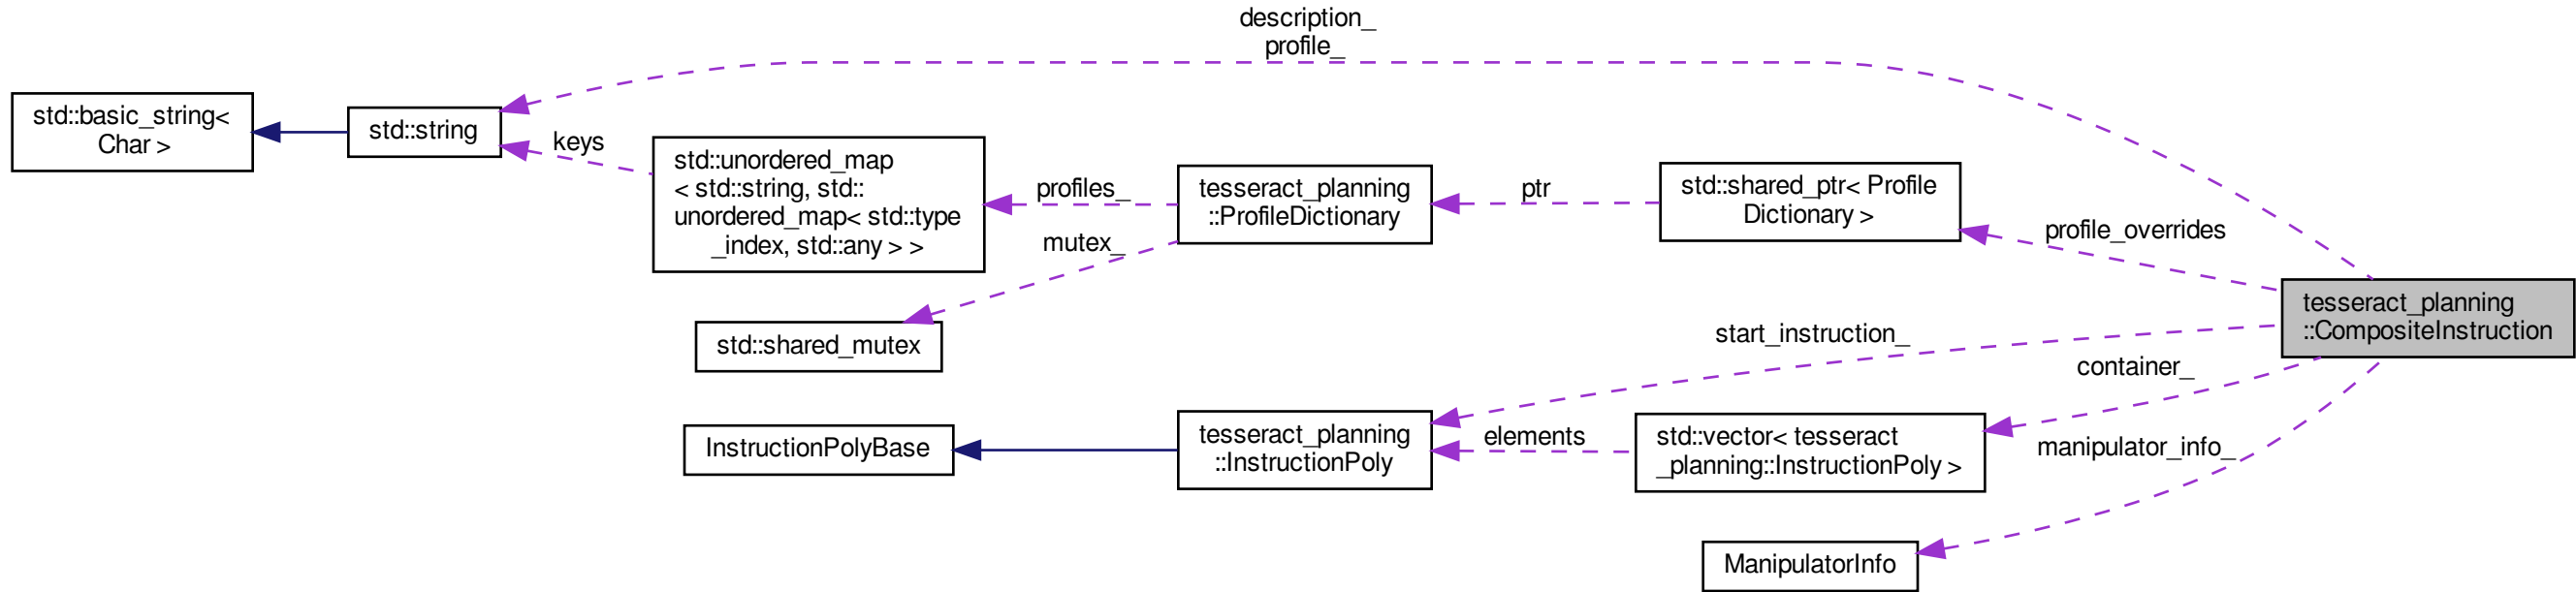 description_
profile_
std::basic_string<
Char >
std::string
keys
std::unordered_map
< std::string, std::
unordered_map< std::type
_index, std::any > >
profiles_
mutex_
tesseract_planning
::ProfileDictionary
ptr
std::shared_ptr< Profile
Dictionary >
profile_overrides
tesseract_planning
::CompositeInstruction
std::shared_mutex
start_instruction_
container_
manipulator_info_
InstructionPolyBase
tesseract_planning
::InstructionPoly
elements
std::vector< tesseract
_planning::InstructionPoly >
ManipulatorInfo